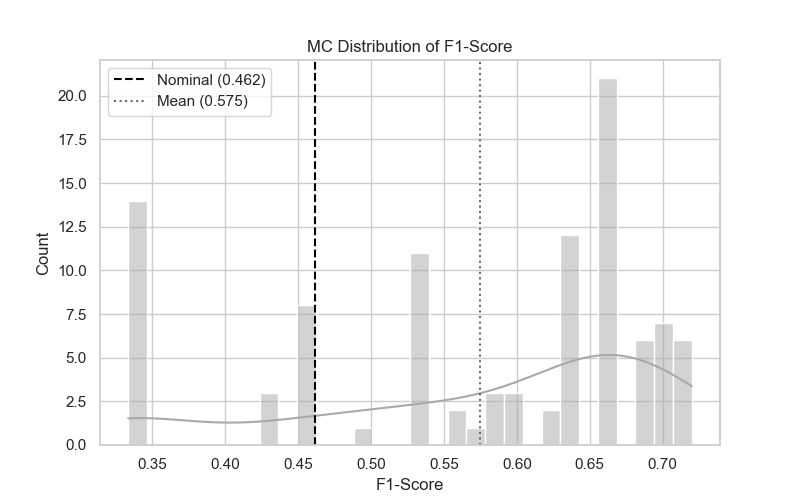 MC Distribution of F1-Score
Nominal (0.462)
Mean (0.575)
20.0
17.5
15.0
12.5
10.0
7.5
5.0
2.5
0.0
Count
0.35 0.40 0.45 0.50 0.55 0.60 0.65 0.70
F1-Score